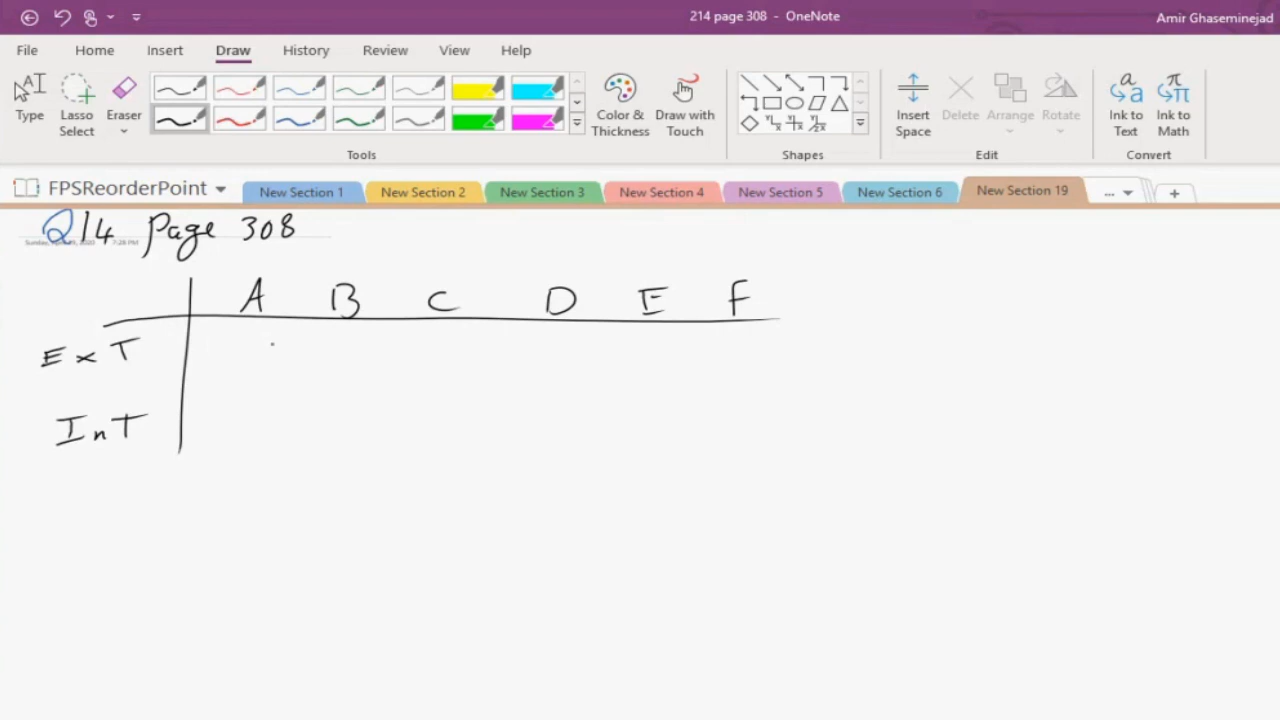 214 page 308 - OneNote
Amir Ghaseminejad
File Home Insert Draw History Review View Help
Type
Lasso Select
Eraser
Color & Thickness
Draw with Touch
Insert Space
Delete
Arrange
Rotate
Ink to Text
Ink to Math
Tools
Shapes
Edit
Convert
FPSReorderPoint
New Section 1
New Section 2
New Section 3
New Section 4
New Section 5
New Section 6
New Section 19
...
Q14 Page 308
7:28 PM
A B C D E F
ExT
InT